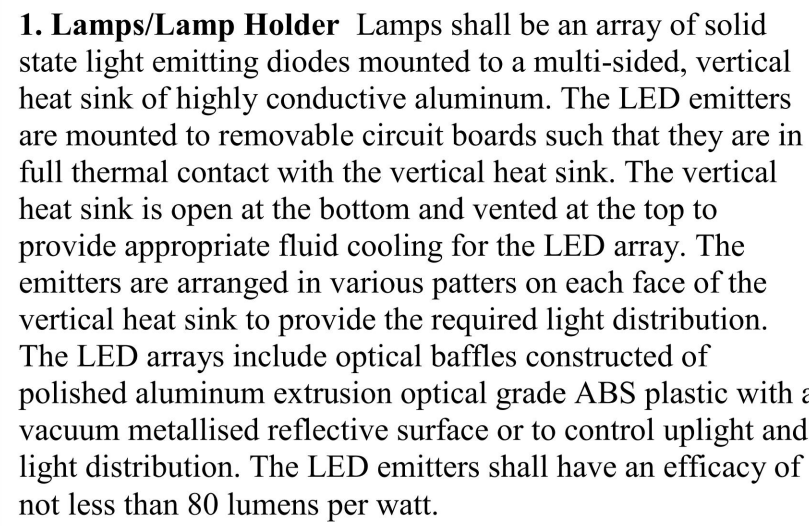 1. Lamps/Lamp Holder Lamps shall be an array of solid
state light emitting diodes mounted to a multi-sided, vertical
heat sink of highly conductive aluminum. The LED emitters
are mounted to removable circuit boards such that they are in
full thermal contact with the vertical heat sink. The vertical
heat sink is open at the bottom and vented at the top to
provide appropriate fluid cooling for the LED array. The
emitters are arranged in various patters on each face of the
vertical heat sink to provide the required light distribution.
The LED arrays include optical baffles constructed of
polished aluminum extrusion optical grade ABS plastic with a
vacuum metallised reflective surface or to control uplight and
light distribution. The LED emitters shall have an efficacy of
not less than 80 lumens per watt.